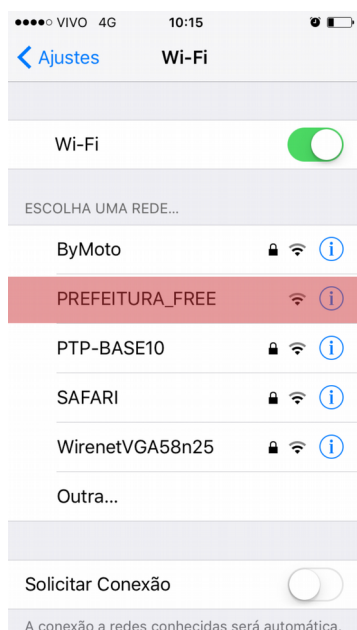 VIVO 4G 10:15
Ajustes Wi-Fi
Wi-Fi
ESCOLHA UMA REDE...
ByMoto
PREFEITURA_FREE
PTP-BASE10
SAFARI
WirenetVGA58n25
Outra...
Solicitar Conexão
A conexão a redes conhecidas será automática.